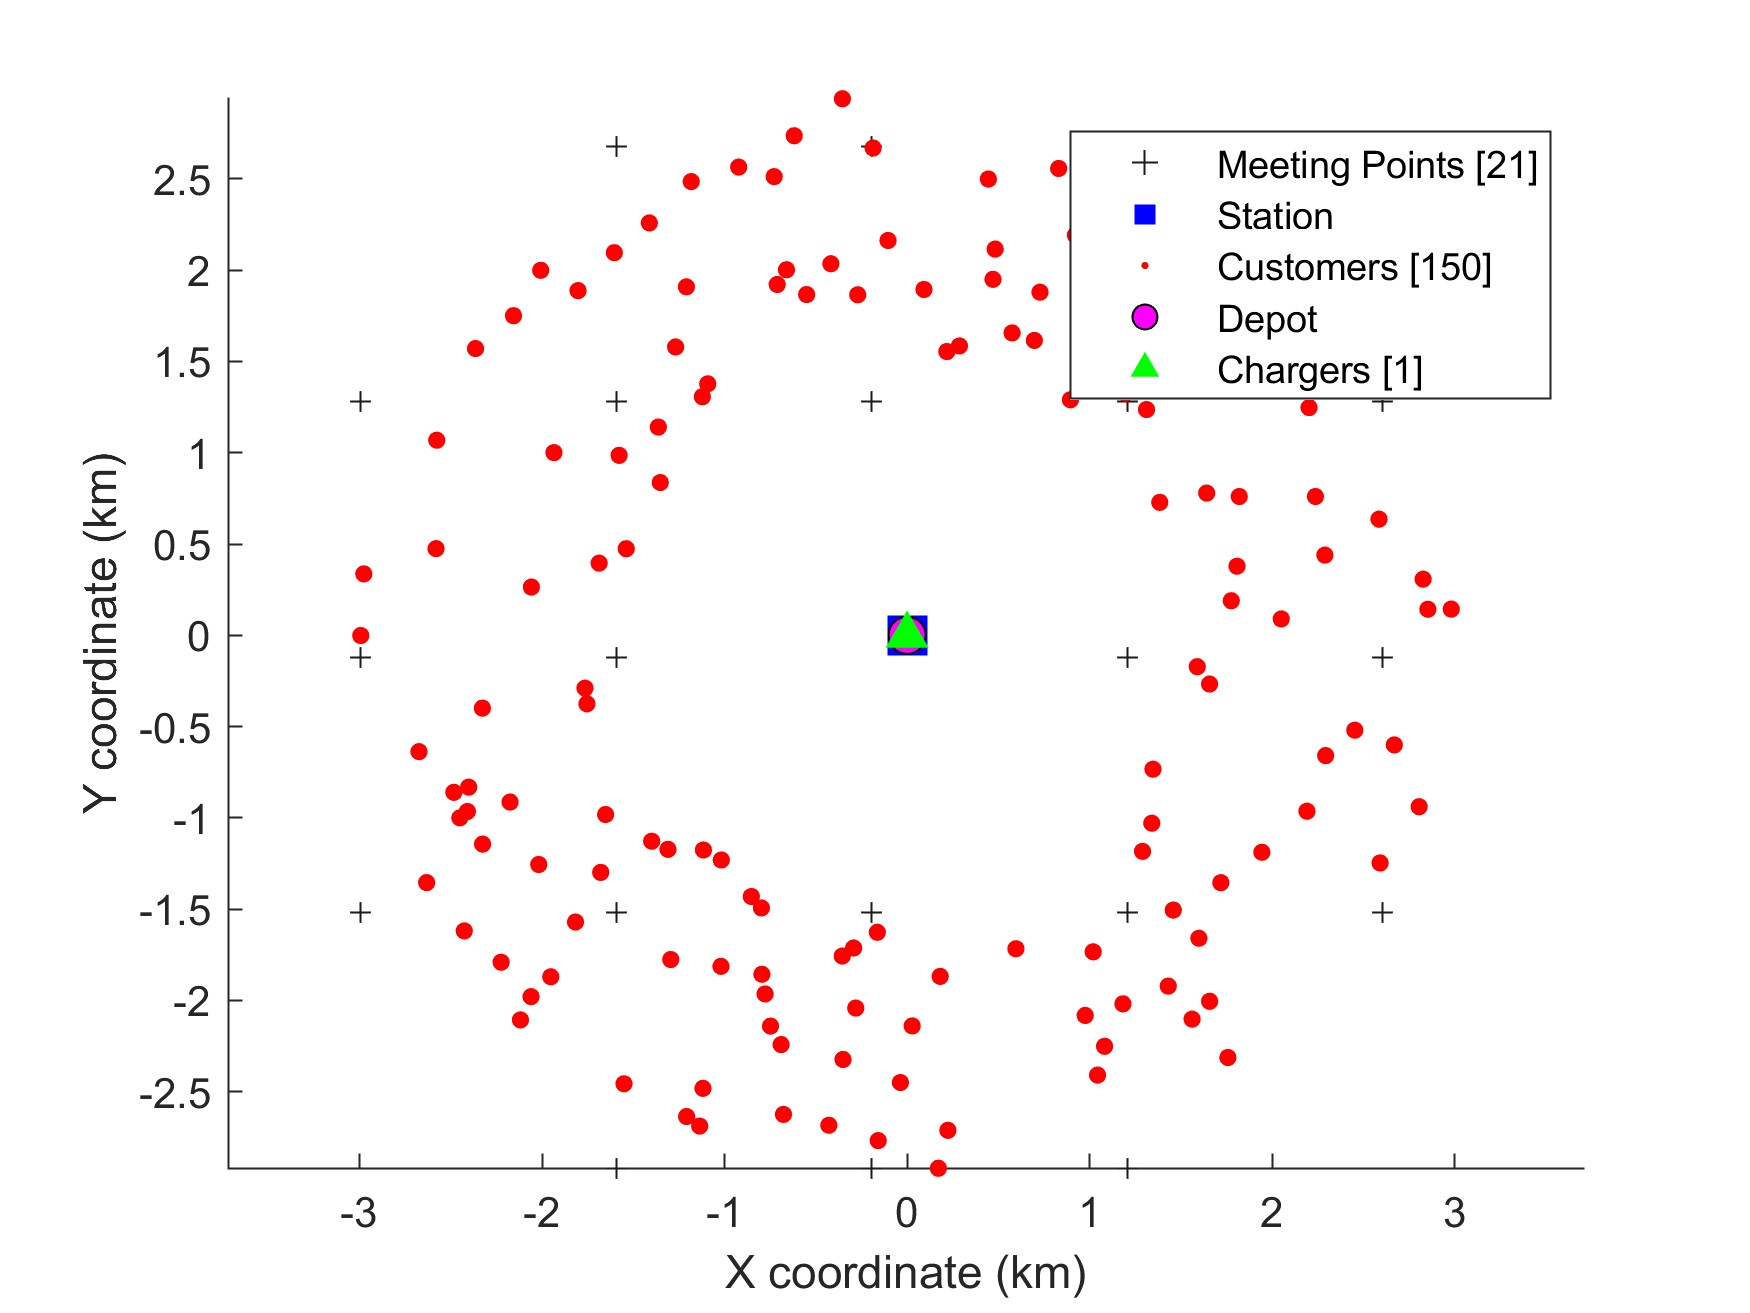 Meeting Points [21]
Station
Customers [150]
Depot
Chargers [1]
2.5
2
1.5
1
0.5
0
-0.5
-1
-1.5
-2
-2.5
Y coordinate (km)
-3 -2 -1 0 1 2 3
X coordinate (km)